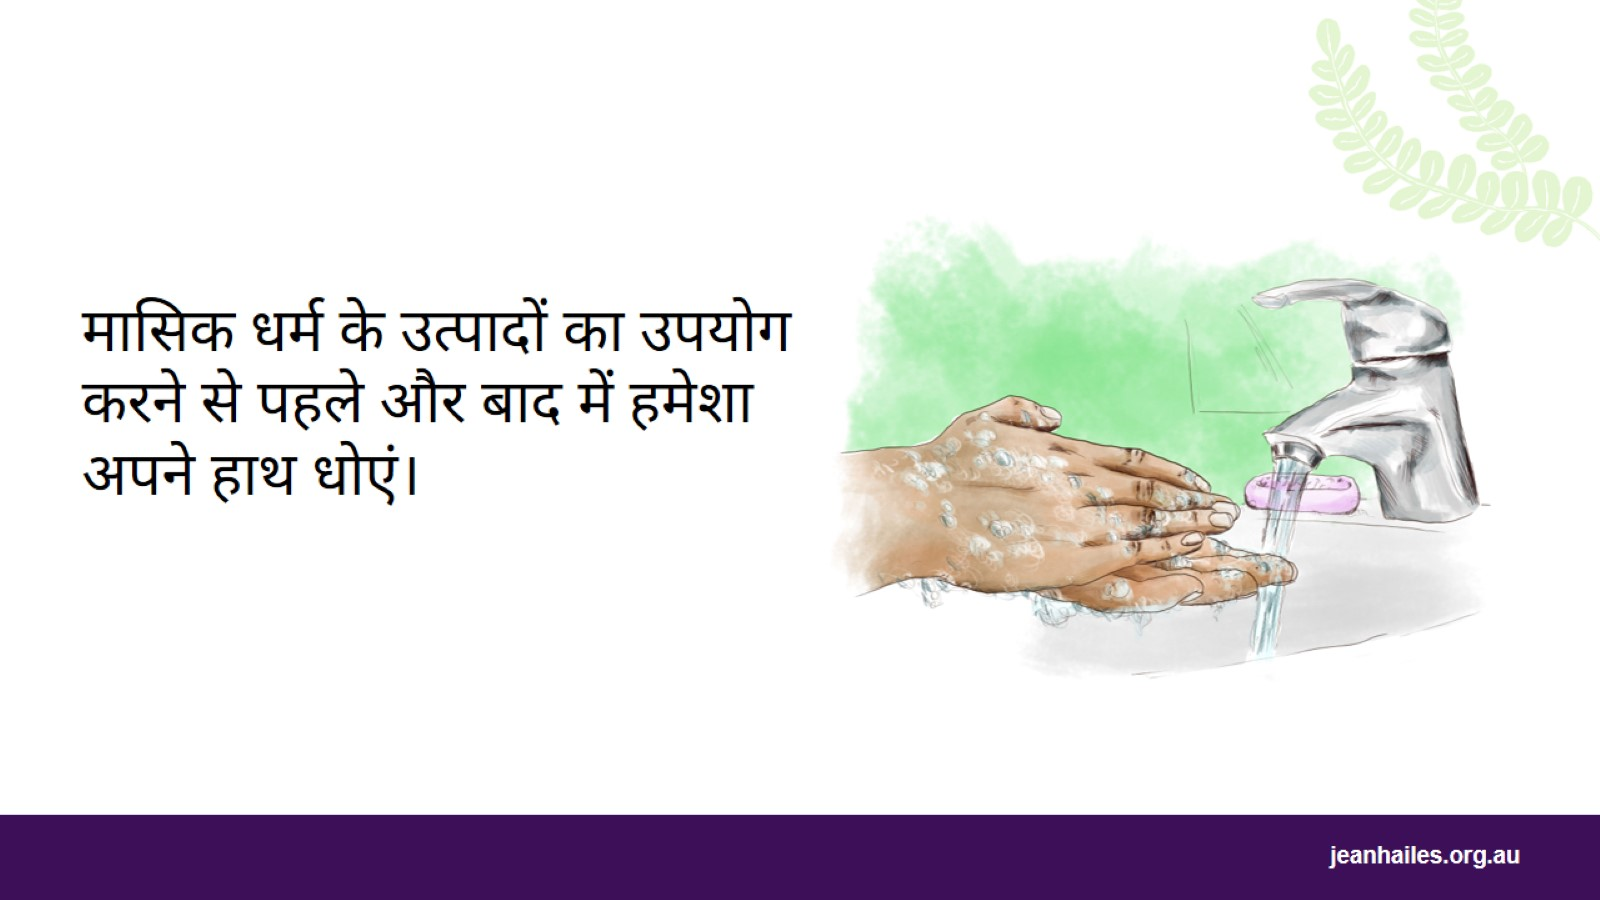 मासिक धर्म के उत्पादों का उपयोग
करने से पहले और बाद में हमेशा
अपने हाथ धोएं।
jeanhailes.org.au